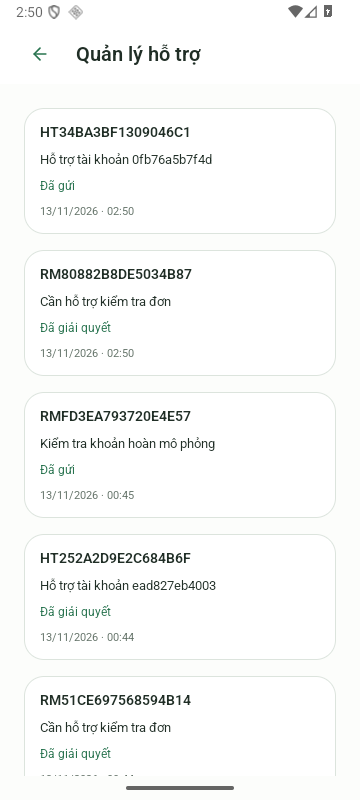 2:50
Quản lý hỗ trợ
HT34BA3BF1309046C1
Hỗ trợ tài khoản 0fb76a5b7f4d
Đã gửi
13/11/2026 · 02:50
RM80882B8DE5034B87
Cần hỗ trợ kiểm tra đơn
Đã giải quyết
13/11/2026 · 02:50
RMFD3EA793720E4E57
Kiểm tra khoản hoàn mô phỏng
Đã gửi
13/11/2026 · 00:45
HT252A2D9E2C684B6F
Hỗ trợ tài khoản ead827eb4003
Đã giải quyết
13/11/2026 · 00:44
RM51CE697568594B14
Cần hỗ trợ kiểm tra đơn
Đã giải quyết